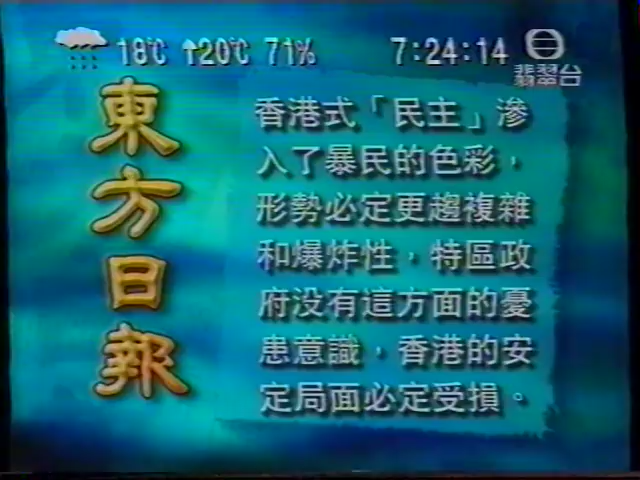 18℃ ↑20℃ 71% 7:24:14
翡翠台
東方日報
香港式「民主」滲
入了暴民的色彩，
形勢必定更趨複雜
和爆炸性，特區政
府没有這方面的憂
患意識，香港的安
定局面必定受損。